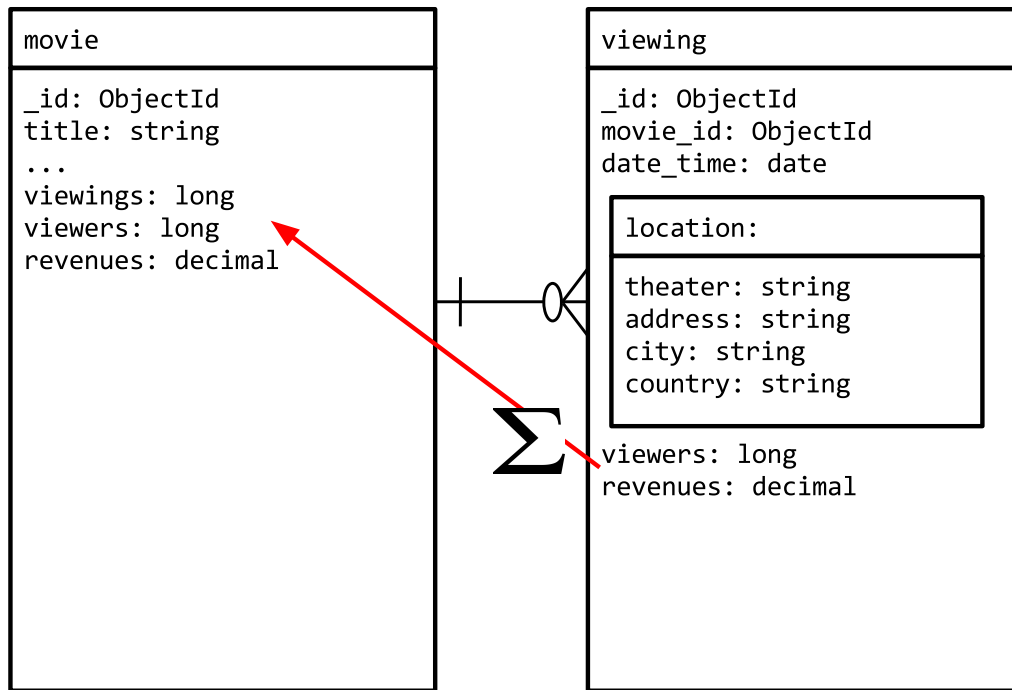 movie
_id: ObjectId
title: string
...
viewings: long
viewers: long
revenues: decimal
Σ
viewing
_id: ObjectId
movie_id: ObjectId
date_time: date
location:
theater: string
address: string
city: string
country: string
viewers: long
revenues: decimal